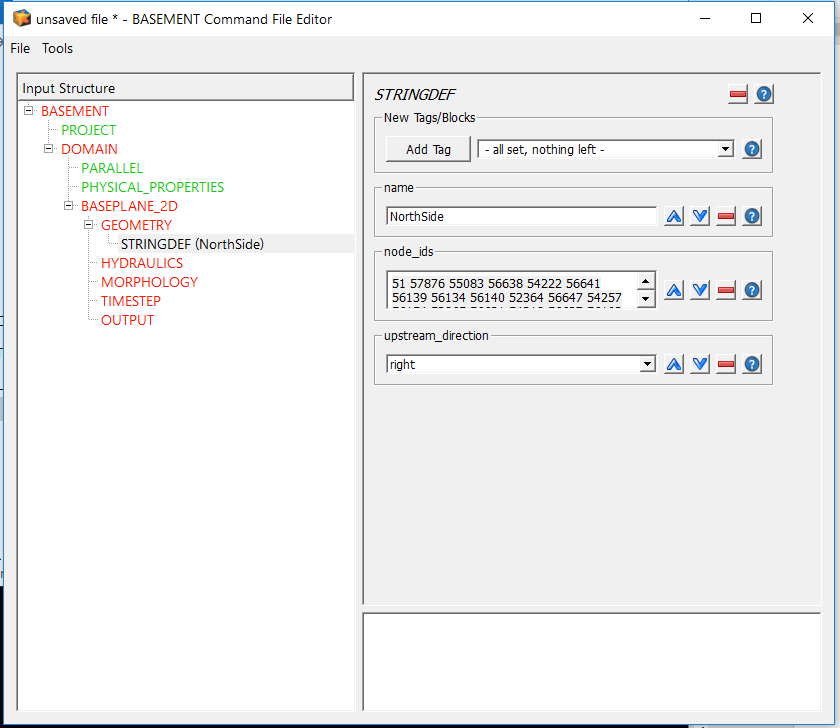 unsaved file * - BASEMENT Command File Editor
File Tools
Input Structure
BASEMENT
PROJECT
DOMAIN
PARALLEL
PHYSICAL_PROPERTIES
BASEPLANE_2D
GEOMETRY
STRINGDEF (NorthSide)
HYDRAULICS
MORPHOLOGY
TIMESTEP
OUTPUT
STRINGDEF
New Tags/Blocks
Add Tag - all set, nothing left -
name
NorthSide
node_ids
51 57876 55083 56638 54222 56641
56139 56134 56140 52364 56647 54257
upstream_direction
right